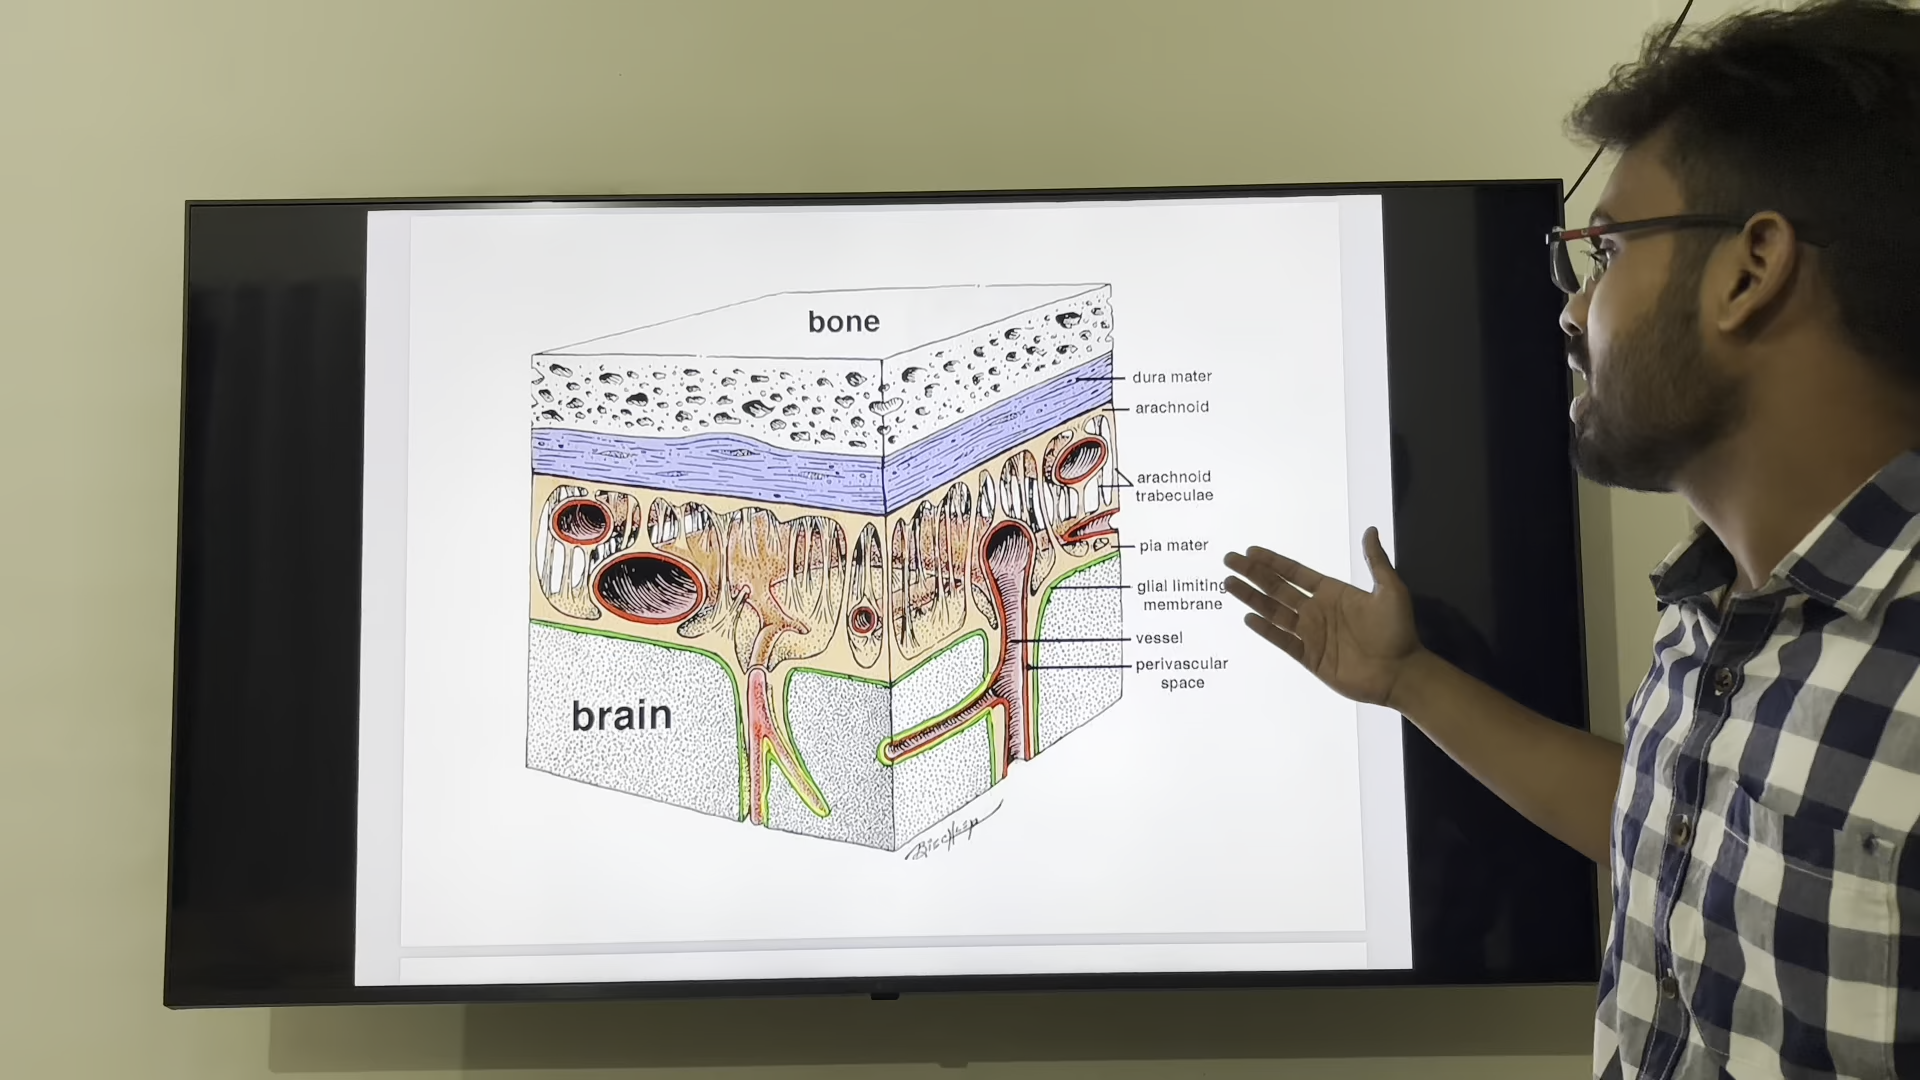 bone
dura mater
arachnoid
arachnoid
trabeculae
pia mater
glial limiting
membrane
vessel
perivascular
space
brain